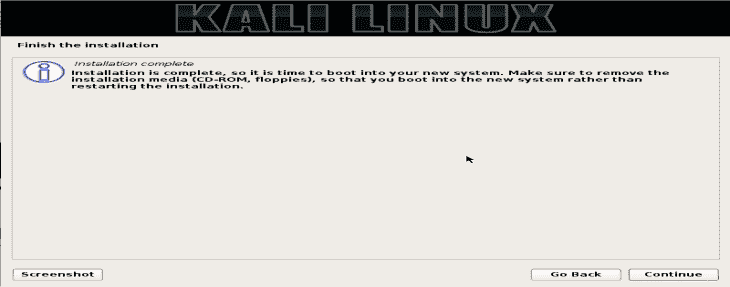 KALI LINUX
Finish the installation
Installation complete
Installation is complete, so it is time to boot into your new system. Make sure to remove the
installation media (CD-ROM, floppies), so that you boot into the new system rather than
restarting the installation.
Screenshot
Go Back
Continue